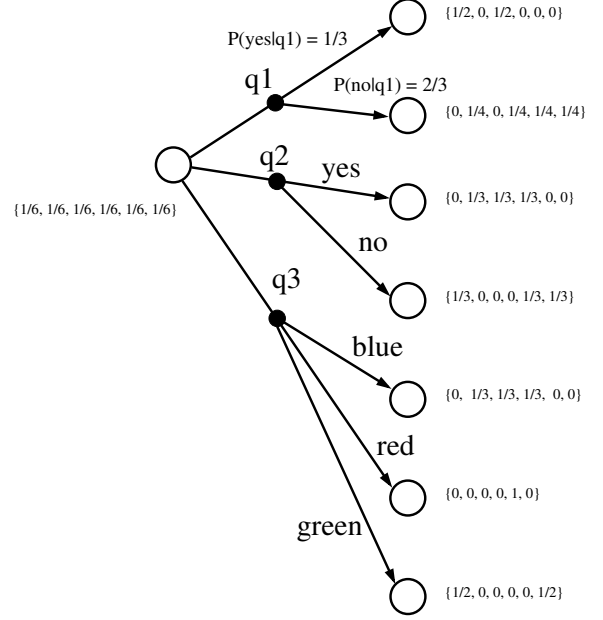 {1/2, 0, 1/2, 0, 0, 0}
P(yes|q1) = 1/3
q1
P(no|q1) = 2/3
{0, 1/4, 0, 1/4, 1/4, 1/4}
q2
yes
{0, 1/3, 1/3, 1/3, 0, 0}
{1/6, 1/6, 1/6, 1/6, 1/6, 1/6}
no
q3
{1/3, 0, 0, 0, 1/3, 1/3}
blue
{0, 1/3, 1/3, 1/3, 0, 0}
red
{0, 0, 0, 0, 1, 0}
green
{1/2, 0, 0, 0, 0, 1/2}